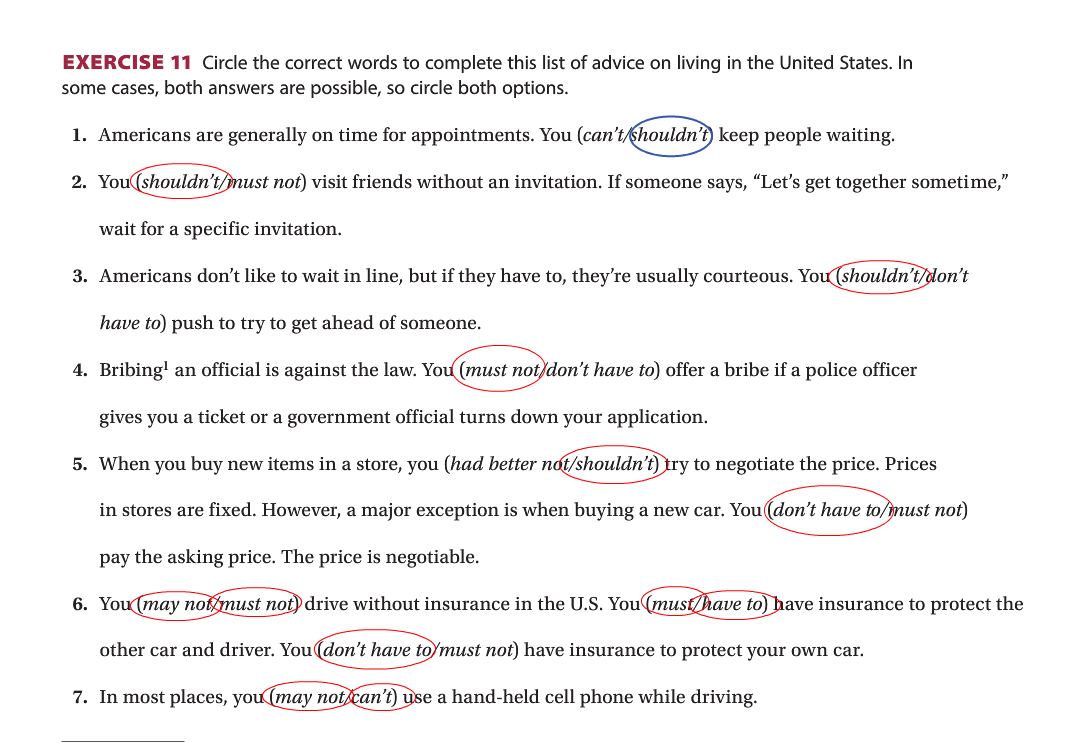 EXERCISE 11 Circle the correct words to complete this list of advice on living in the United States. In
some cases, both answers are possible, so circle both options.
1. Americans are generally on time for appointments. You (can't/shouldn't) keep people waiting.
2. You (shouldn't/must not) visit friends without an invitation. If someone says, “Let's get together sometime,”
wait for a specific invitation.
3. Americans don't like to wait in line, but if they have to, they're usually courteous. You (shouldn't/don't
have to) push to try to get ahead of someone.
4. Bribing¹ an official is against the law. You (must not/don't have to) offer a bribe if a police officer
gives you a ticket or a government official turns down your application.
5. When you buy new items in a store, you (had better not/shouldn't) try to negotiate the price. Prices
in stores are fixed. However, a major exception is when buying a new car. You (don't have to/must not)
pay the asking price. The price is negotiable.
6. You (may not/must not) drive without insurance in the U.S. You (must/have to) have insurance to protect the
other car and driver. You (don't have to/must not) have insurance to protect your own car.
7. In most places, you (may not/can't) use a hand-held cell phone while driving.